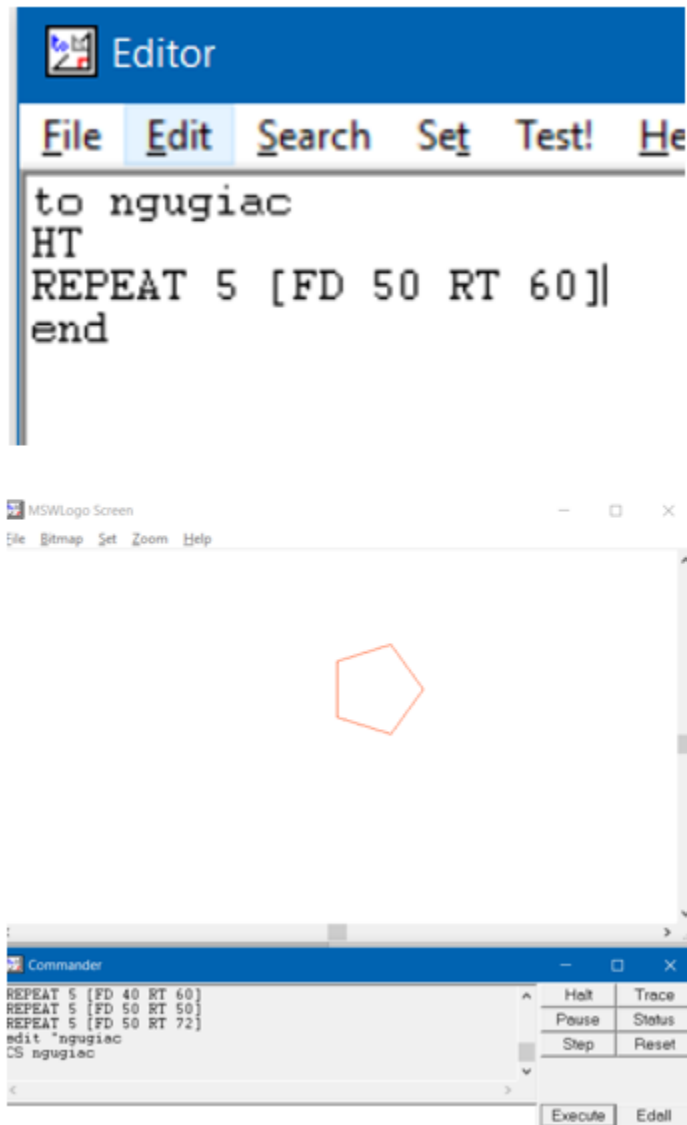 Editor
File Edit Search Set Test! He
to ngugiac
HT
REPEAT 5 [FD 50 RT 60]
end
MSWLogo Screen
File Bitmap Set Zoom Help
Commander
REPEAT 5 [FD 40 RT 60]
REPEAT 5 [FD 50 RT 50]
REPEAT 5 [FD 50 RT 72]
edit "ngugiac
CS ngugiac
Halt Trace
Pause Status
Step Reset
Execute Edall